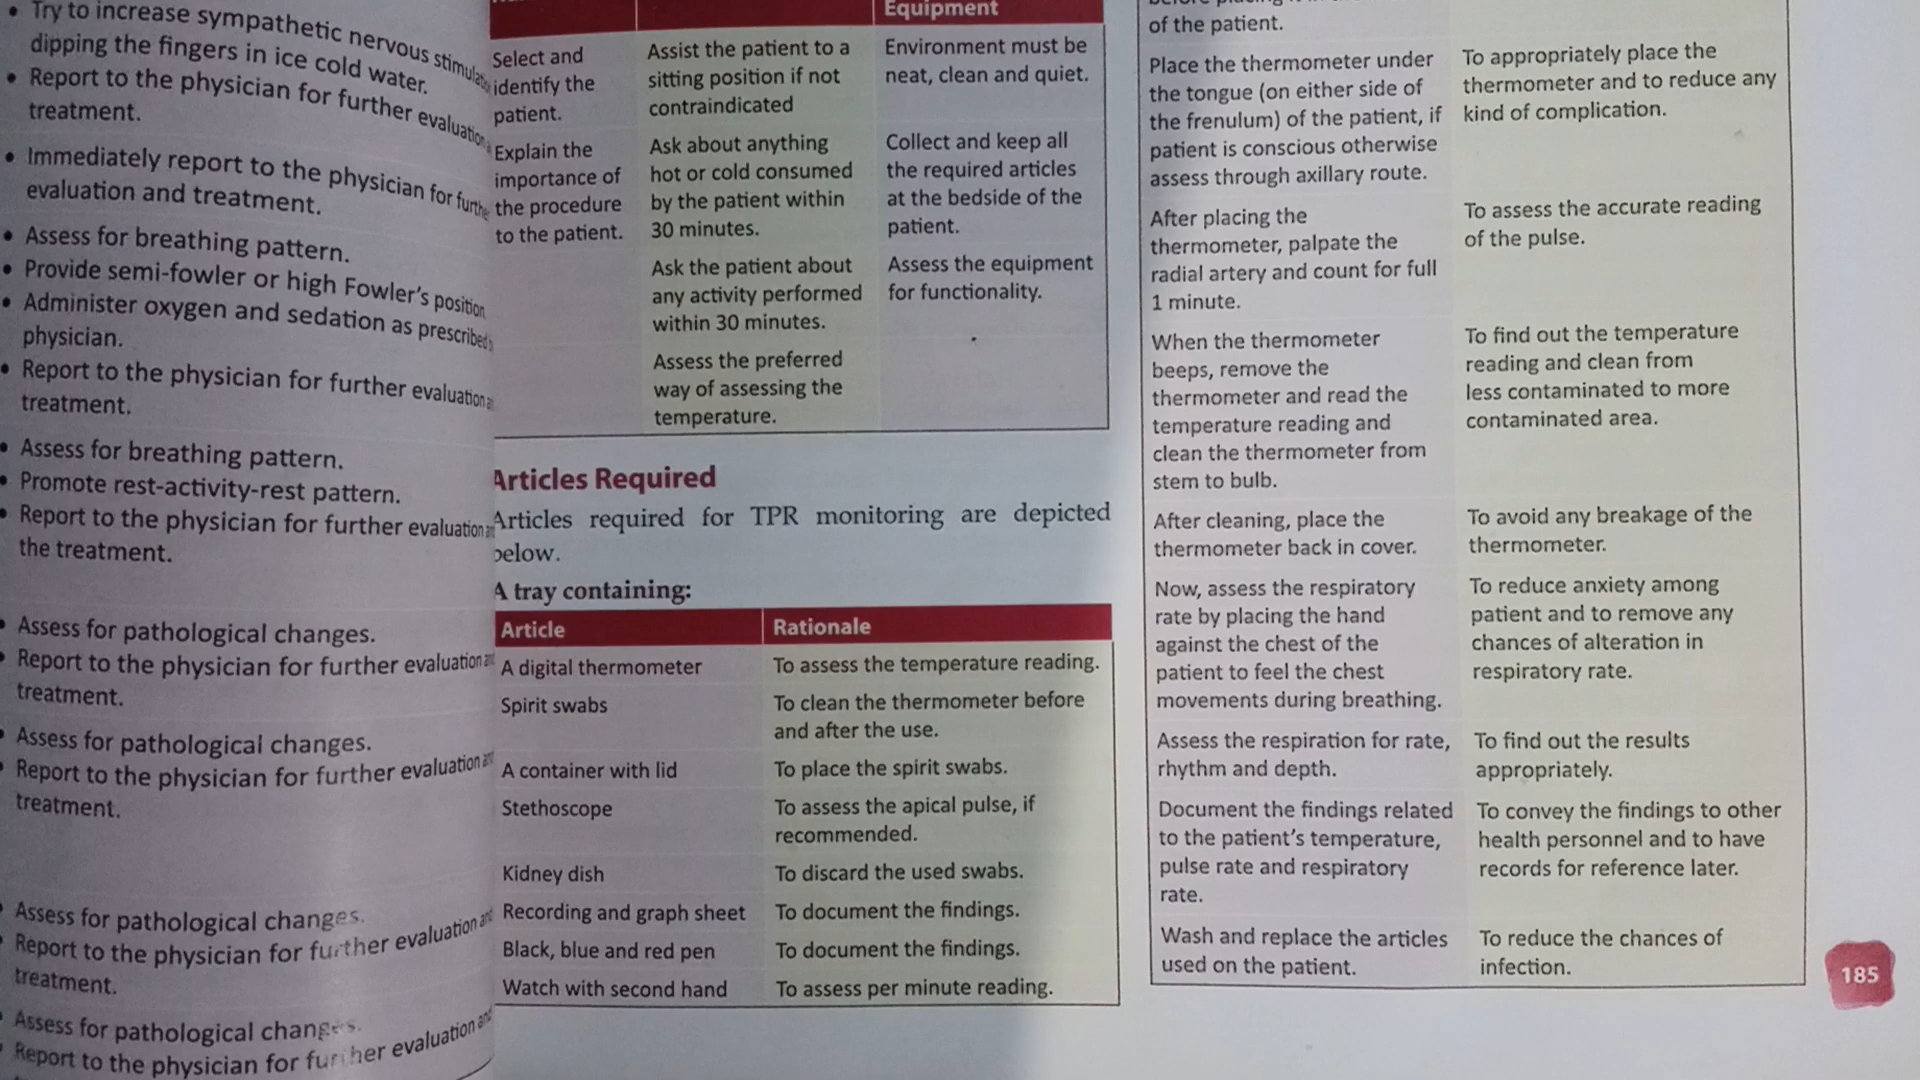 • Try to increase sympathetic nervous
dipping the fingers in ice cold water.
• Report to the physician for further evaluation
treatment.
• Immediately report to the physician for
evaluation and treatment.
• Assess for breathing pattern.
• Provide semi-fowler or high Fowler's position
• Administer oxygen and sedation as prescribed
physician.
• Report to the physician for further evaluation
treatment.
• Assess for breathing pattern.
• Promote rest-activity-rest pattern.
• Report to the physician for further evaluation
the treatment.
• Assess for pathological changes.
• Report to the physician for further evaluation and
treatment.
• Assess for pathological changes.
• Report to the physician for further evaluation and
treatment.
• Assess for pathological changes.
Report to the physician for further evaluation and
treatment.
Assess for pathological changes.
Report to the physician for further evaluation and
Equipment
Select and
identify the
patient.
Explain the
importance of
the procedure
to the patient.
Assist the patient to a
sitting position if not
contraindicated
Ask about anything
hot or cold consumed
by the patient within
30 minutes.
Ask the patient about
any activity performed
within 30 minutes.
Assess the preferred
way of assessing the
temperature.
Environment must be
neat, clean and quiet.
Collect and keep all
the required articles
at the bedside of the
patient.
Assess the equipment
for functionality.
Articles Required
Articles required for TPR monitoring are depicted
below.
A tray containing:
Article Rationale
A digital thermometer To assess the temperature reading.
Spirit swabs To clean the thermometer before
and after the use.
A container with lid To place the spirit swabs.
Stethoscope To assess the apical pulse, if
recommended.
Kidney dish To discard the used swabs.
Recording and graph sheet To document the findings.
Black, blue and red pen To document the findings.
Watch with second hand To assess per minute reading.
of the patient.
Place the thermometer under
the tongue (on either side of
the frenulum) of the patient, if
patient is conscious otherwise
assess through axillary route.
To appropriately place the
thermometer and to reduce any
kind of complication.
After placing the
thermometer, palpate the
radial artery and count for full
1 minute.
To assess the accurate reading
of the pulse.
When the thermometer
beeps, remove the
thermometer and read the
temperature reading and
clean the thermometer from
stem to bulb.
To find out the temperature
reading and clean from
less contaminated to more
contaminated area.
After cleaning, place the
thermometer back in cover.
To avoid any breakage of the
thermometer.
Now, assess the respiratory
rate by placing the hand
against the chest of the
patient to feel the chest
movements during breathing.
To reduce anxiety among
patient and to remove any
chances of alteration in
respiratory rate.
Assess the respiration for rate,
rhythm and depth.
To find out the results
appropriately.
Document the findings related
to the patient's temperature,
pulse rate and respiratory
rate.
To convey the findings to other
health personnel and to have
records for reference later.
Wash and replace the articles
used on the patient.
To reduce the chances of
infection.
185